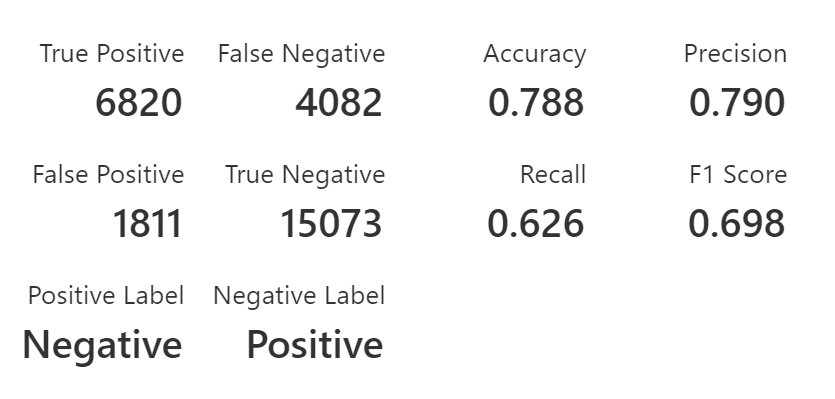 True Positive False Negative Accuracy Precision
6820 4082 0.788 0.790
False Positive True Negative Recall F1 Score
1811 15073 0.626 0.698
Positive Label Negative Label
Negative Positive